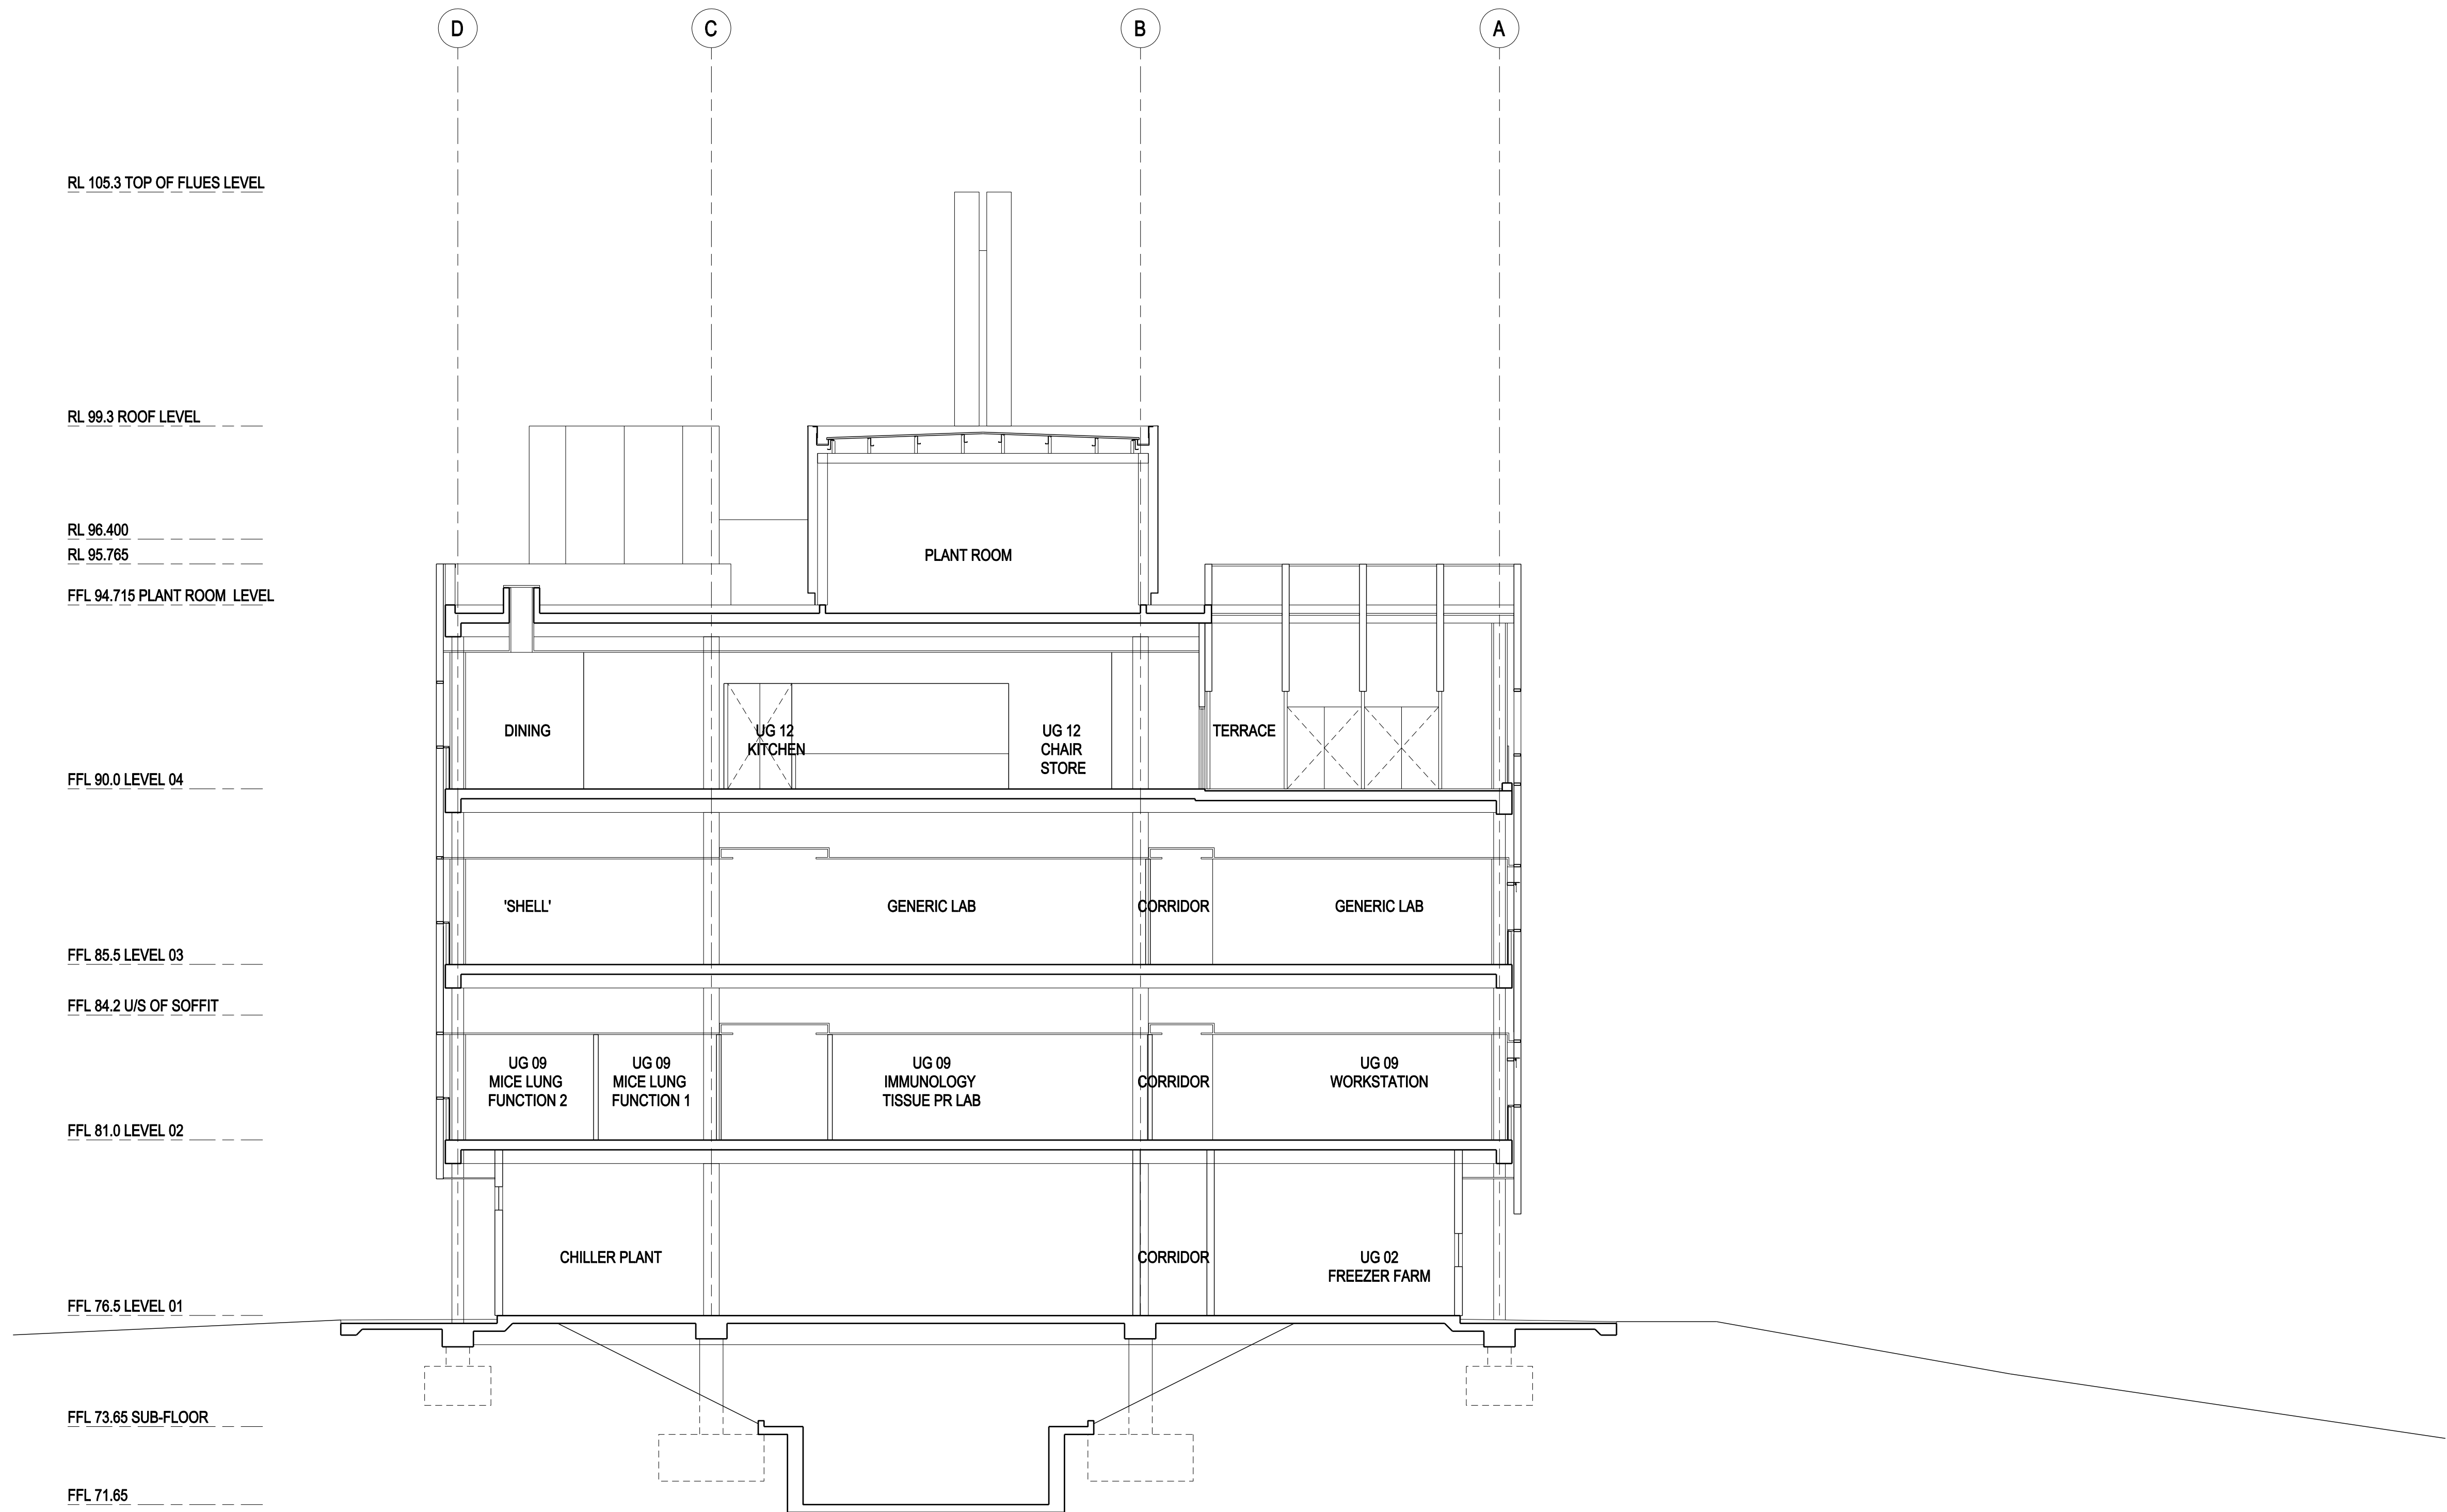 D
C
B
A
RL 105.3 TOP OF FLUES LEVEL
RL 99.3 ROOF LEVEL
RL 96.400
RL 95.765
FFL 94.715 PLANT ROOM LEVEL
PLANT ROOM
DINING
UG 12
KITCHEN
UG 12
CHAIR
STORE
TERRACE
FFL 90.0 LEVEL 04
'SHELL'
GENERIC LAB
CORRIDOR
GENERIC LAB
FFL 85.5 LEVEL 03
FFL 84.2 U/S OF SOFFIT
UG 09
MICE LUNG
FUNCTION 2
UG 09
MICE LUNG
FUNCTION 1
UG 09
IMMUNOLOGY
TISSUE PR LAB
CORRIDOR
UG 09
WORKSTATION
FFL 81.0 LEVEL 02
CHILLER PLANT
CORRIDOR
UG 02
FREEZER FARM
FFL 76.5 LEVEL 01
FFL 73.65 SUB-FLOOR
FFL 71.65